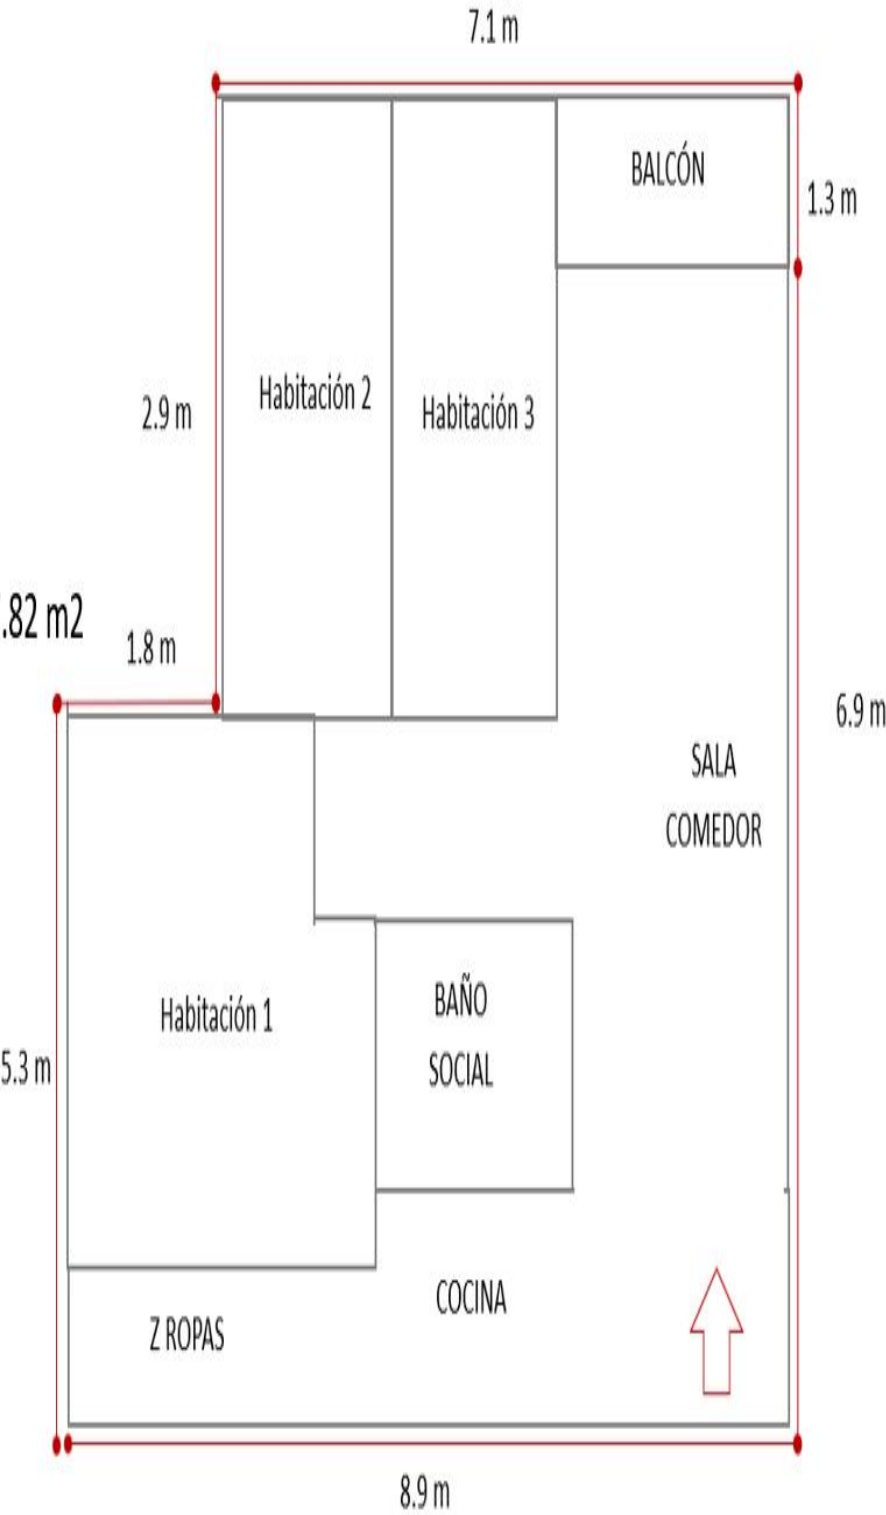 7.1 m
BALCÓN
1.3 m
Habitación 2
Habitación 3
2.9 m
.82 m2
1.8 m
6.9 m
SALA
COMEDOR
BAÑO
SOCIAL
Habitación 1
5.3 m
COCINA
Z ROPAS
8.9 m